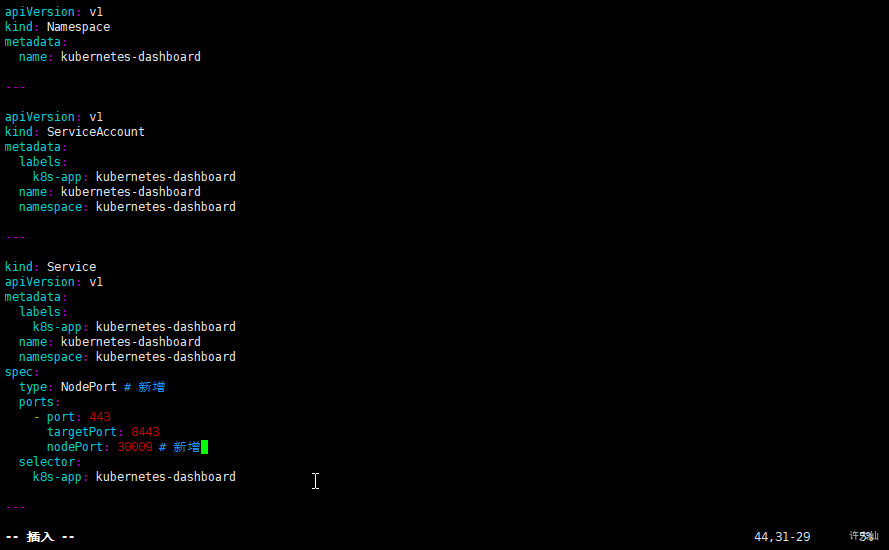 apiVersion: v1
kind: Namespace
metadata:
  name: kubernetes-dashboard

---

apiVersion: v1
kind: ServiceAccount
metadata:
  labels:
    k8s-app: kubernetes-dashboard
  name: kubernetes-dashboard
  namespace: kubernetes-dashboard

---

kind: Service
apiVersion: v1
metadata:
  labels:
    k8s-app: kubernetes-dashboard
  name: kubernetes-dashboard
  namespace: kubernetes-dashboard
spec:
  type: NodePort # 新增
  ports:
    - port: 443
      targetPort: 8443
      nodePort: 30009 # 新增
  selector:
    k8s-app: kubernetes-dashboard

---

-- 插入 -- 44,31-29